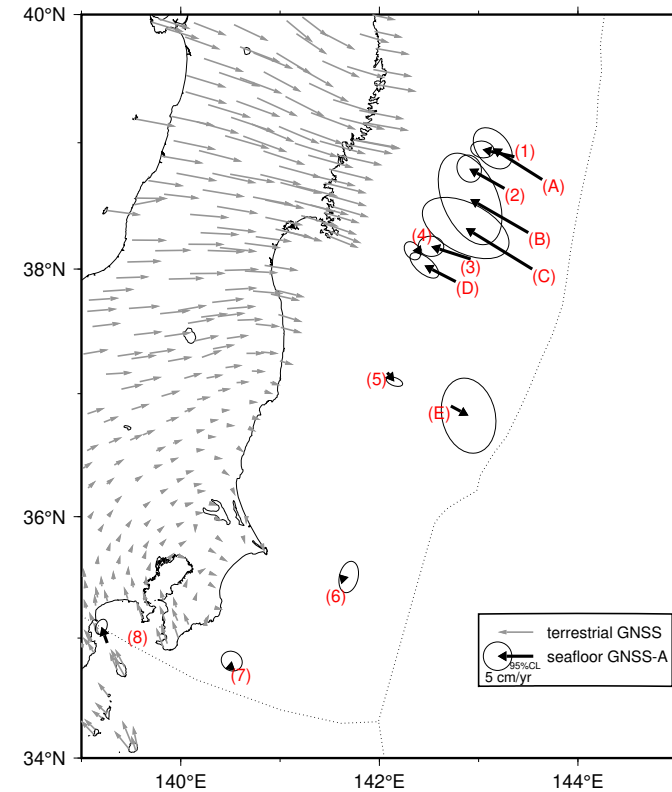 40°N
(1)
(A)
(2)
(B)
(4)
(3)
(C)
38°N
(D)
(5)
(E)
36°N
(6)
(8)
terrestrial GNSS
seafloor GNSS-A
95%CL
5 cm/yr
(7)
34°N
140°E 142°E 144°E